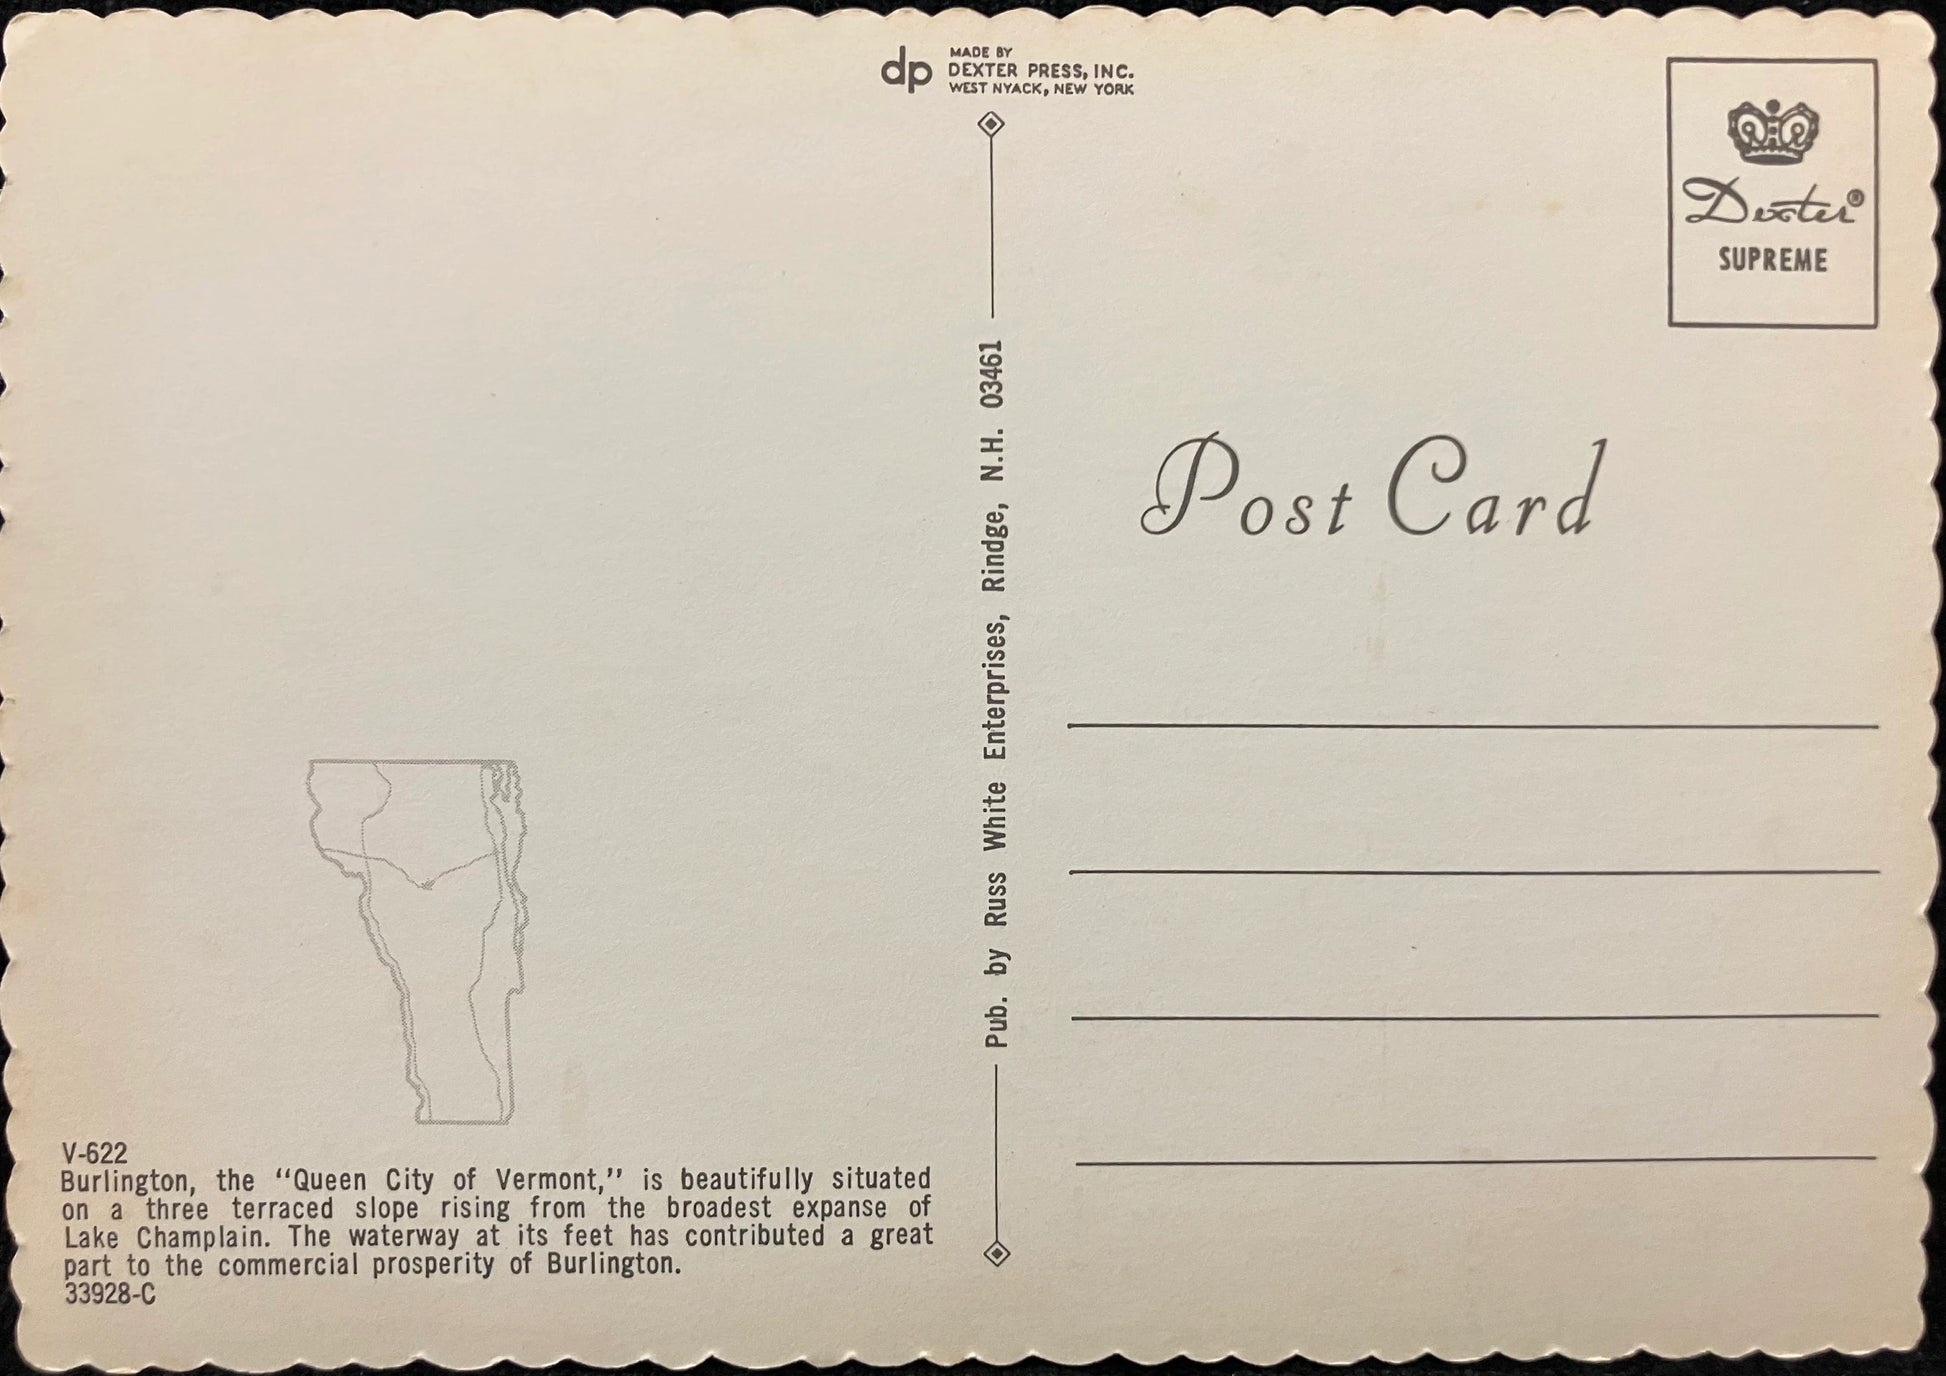 dp
MADE BY
DEXTER PRESS, INC.
WEST NYACK, NEW YORK
Dexter®
SUPREME
Pub. by Russ White Enterprises, Rindge, N.H. 03461
Post Card
V-622
Burlington, the “Queen City of Vermont,” is beautifully situated
on a three terraced slope rising from the broadest expanse of
Lake Champlain. The waterway at its feet has contributed a great
part to the commercial prosperity of Burlington.
33928-C